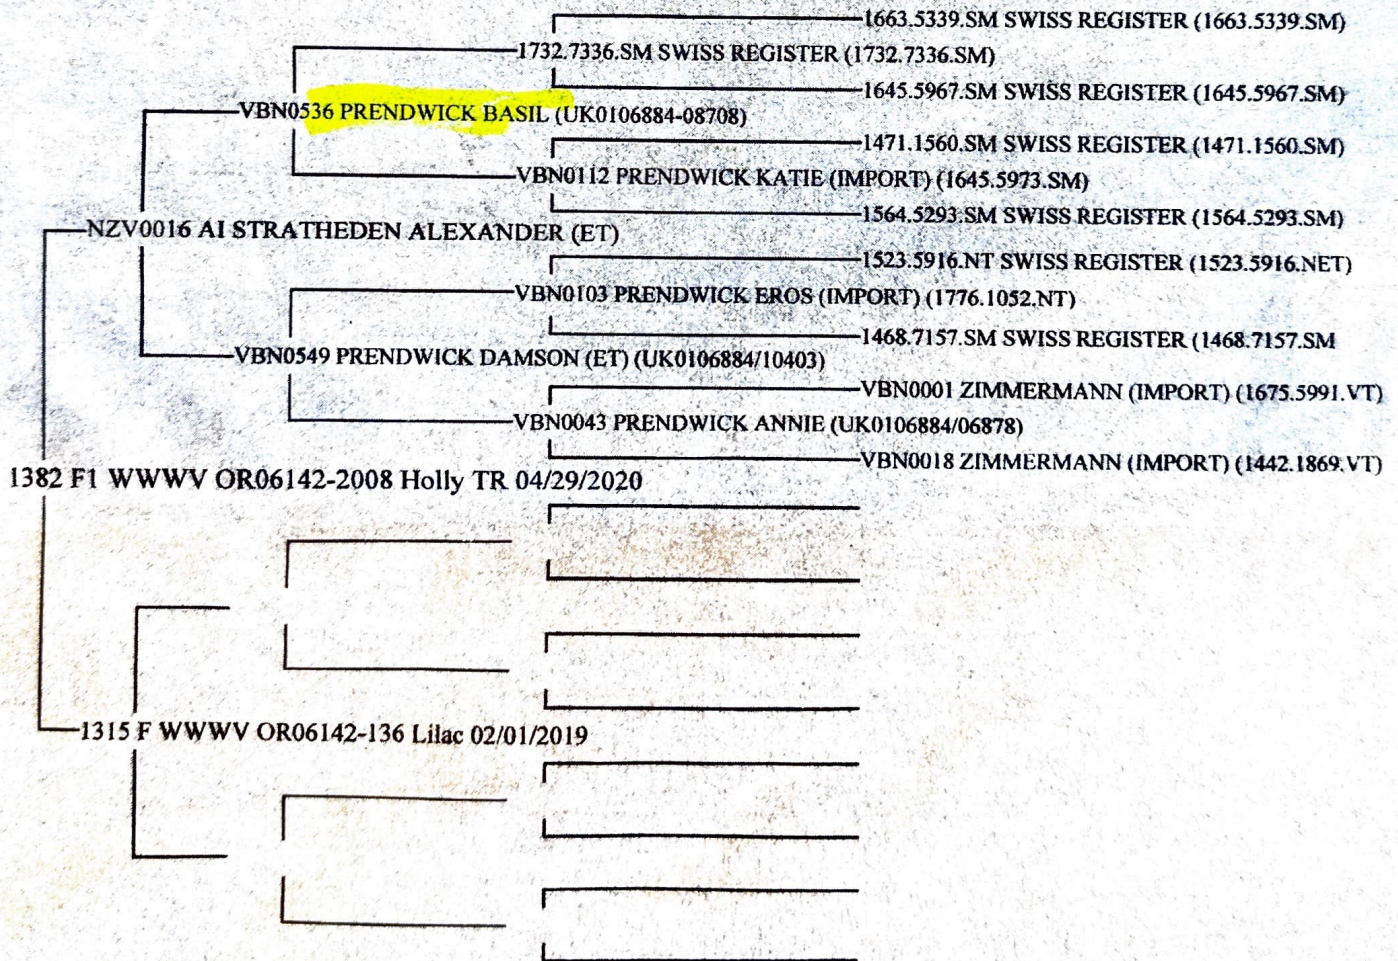 1663.5339.SM SWISS REGISTER (1663.5339.SM)
1732.7336.SM SWISS REGISTER (1732.7336.SM)
1645.5967.SM SWISS REGISTER (1645.5967.SM)
VBN0536 PRENDWICK BASIL (UK0106884-08708)
1471.1560.SM SWISS REGISTER (1471.1560.SM)
VBN0112 PRENDWICK KATIE (IMPORT) (1645.5973.SM)
1564.5293.SM SWISS REGISTER (1564.5293.SM)
NZV0016 AI STRATHEDEN ALEXANDER (ET)
1523.5916.NT SWISS REGISTER (1523.5916.NET)
VBN0103 PRENDWICK EROS (IMPORT) (1776.1052.NT)
1468.7157.SM SWISS REGISTER (1468.7157.SM
VBN0549 PRENDWICK DAMSON (ET) (UK0106884/10403)
VBN0001 ZIMMERMANN (IMPORT) (1675.5991.VT)
VBN0043 PRENDWICK ANNIE (UK0106884/06878)
VBN0018 ZIMMERMANN (IMPORT) (1442.1869.VT)
1382 F1 WWWV OR06142-2008 Holly TR 04/29/2020
1315 F WWWV OR06142-136 Lilac 02/01/2019